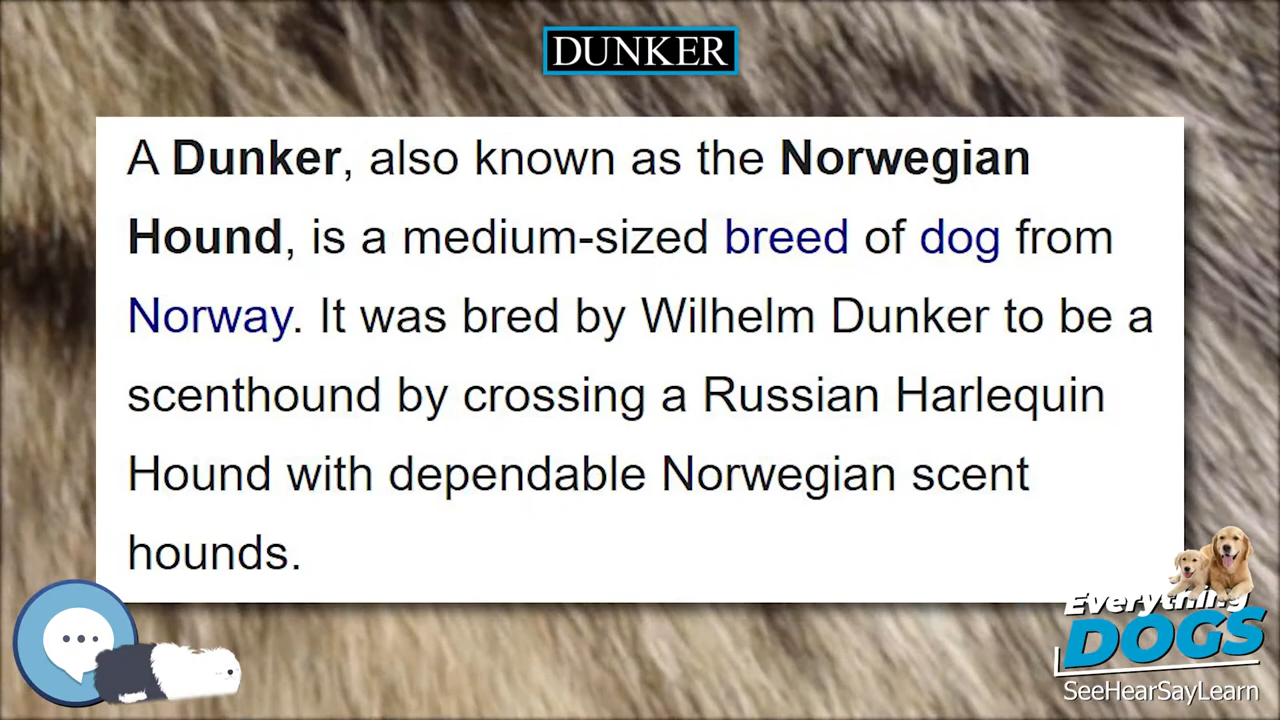 DUNKER
A Dunker, also known as the Norwegian
Hound, is a medium-sized breed of dog from
Norway. It was bred by Wilhelm Dunker to be a
scenthound by crossing a Russian Harlequin
Hound with dependable Norwegian scent
hounds.
Everything
DOGS
SeeHearSayLearn